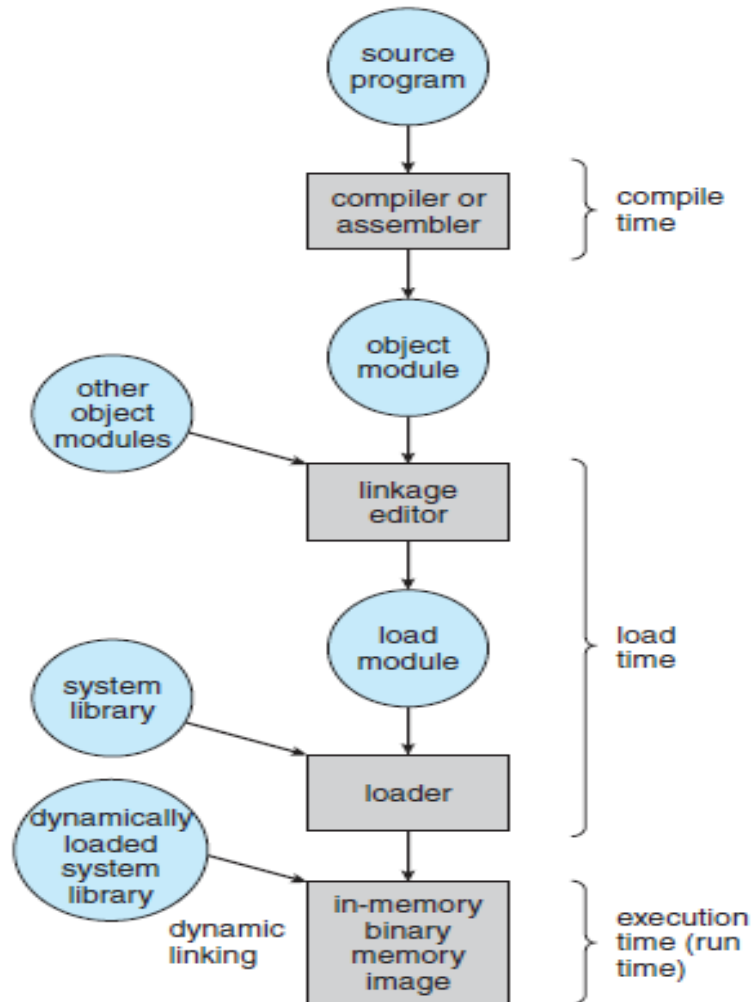 source
program
compiler or
assembler
compile
time
object
module
other
object
modules
linkage
editor
load
module
load
time
system
library
loader
dynamically
loaded
system
library
dynamic
linking
in-memory
binary
memory
image
execution
time (run
time)